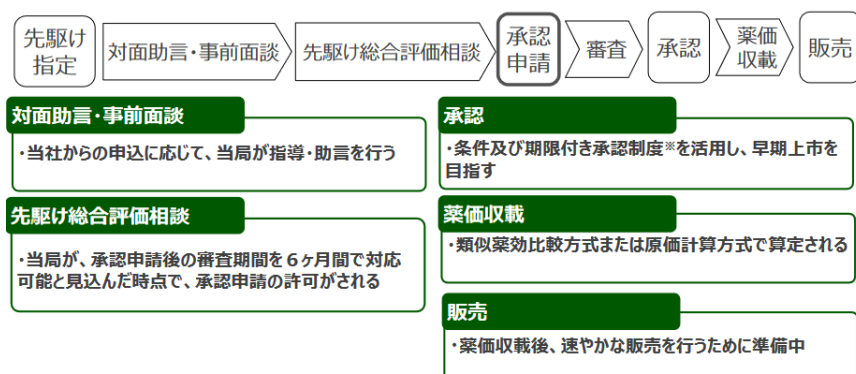 先駆け
指定
対面助言・事前面談
先駆け総合評価相談
承認
申請
審査
承認
薬価
収載
販売
対面助言・事前面談
・当社からの申込に応じて、当局が指導・助言を行う
先駆け総合評価相談
・当局が、承認申請後の審査期間を6ヶ月間で対応
可能と見込んだ時点で、承認申請の許可がされる
承認
・条件及び期限付き承認制度※を活用し、早期上市を
目指す
薬価収載
・類似薬効比較方式または原価計算方式で算定される
販売
・薬価収載後、速やかな販売を行うために準備中